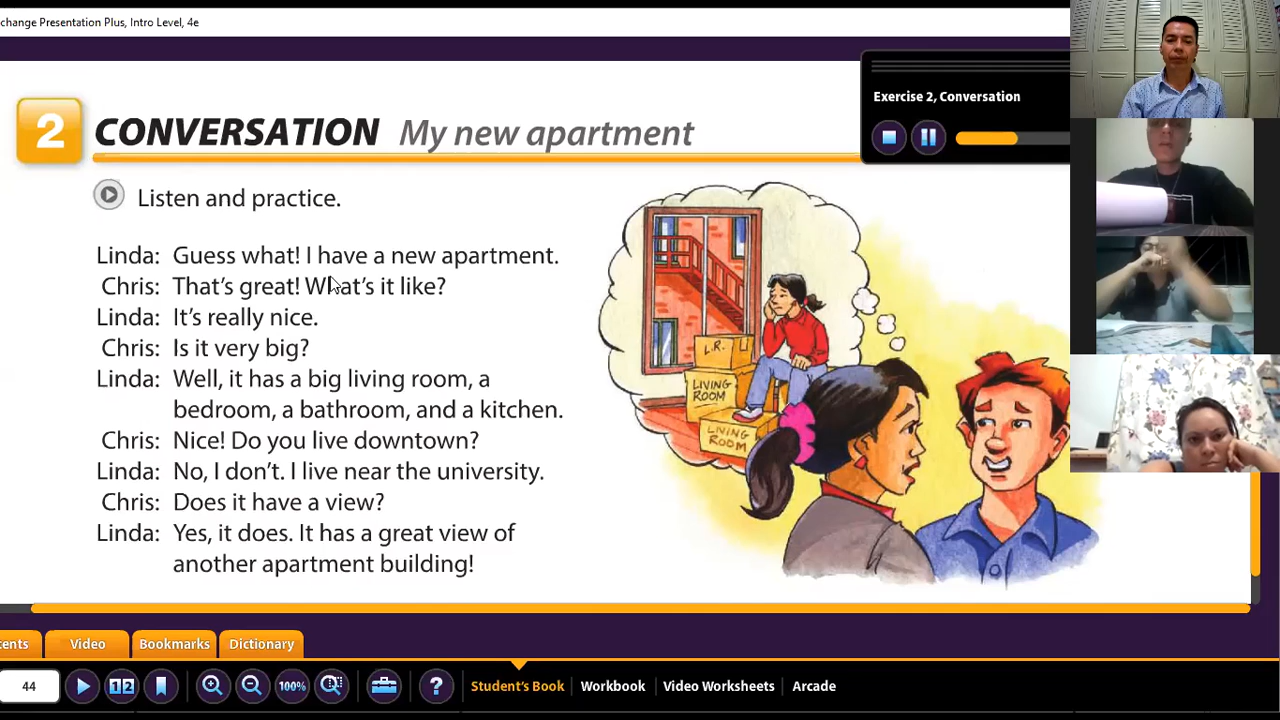 change Presentation Plus, Intro Level, 4e
Exercise 2, Conversation
2 CONVERSATION My new apartment
Listen and practice.
Linda: Guess what! I have a new apartment.
Chris: That's great! What's it like?
Linda: It's really nice.
Chris: Is it very big?
Linda: Well, it has a big living room, a
bedroom, a bathroom, and a kitchen.
Chris: Nice! Do you live downtown?
Linda: No, I don't. I live near the university.
Chris: Does it have a view?
Linda: Yes, it does. It has a great view of
another apartment building!
L.R.
LIVING
ROOM
LIVING
ROOM
ents Video Bookmarks Dictionary
44 1 2 100% ? Student's Book Workbook Video Worksheets Arcade